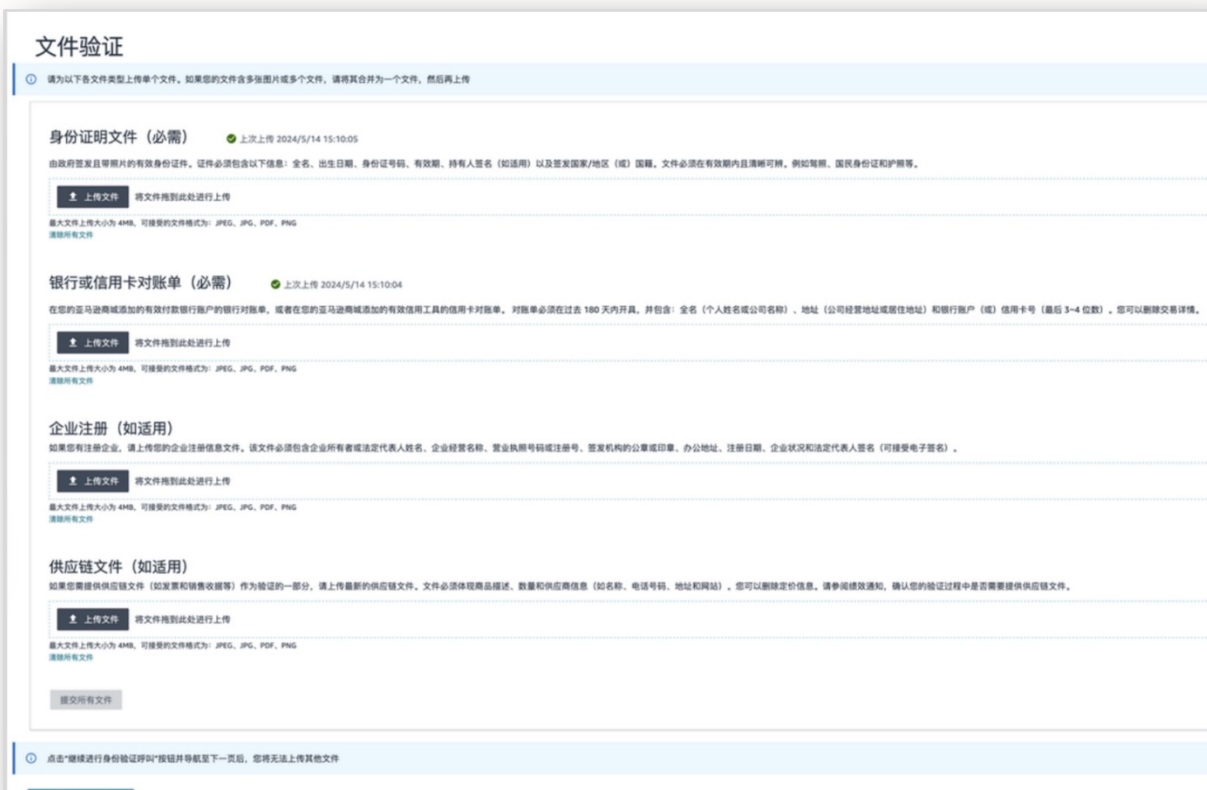 文件验证
请为以下各文件类型上传单个文件。如果您的文件含多张图片或多个文件，请将其合并为一个文件，然后再上传
身份证明文件（必需） 上次上传 2024/5/14 15:10:05
由政府签发且带照片的有效身份证件。证件必须包含以下信息：全名、出生日期、身份证号码、有效期、持有人签名（如适用）以及签发国家/地区（或）国籍。文件必须在有效期内且清晰可辨。例如驾照、国民身份证和护照等。
上传文件 将文件拖到此处进行上传
最大文件上传大小为 4MB，可接受的文件格式为：JPEG、JPG、PDF、PNG
清除所有文件
银行或信用卡对账单（必需） 上次上传 2024/5/14 15:10:04
在您的亚马逊商城添加的有效付款银行账户的银行对账单，或者在您的亚马逊商城添加的有效信用工具的信用卡对账单。 对账单必须在过去 180 天内开具，并包含：全名（个人姓名或公司名称）、地址（公司经营地址或居住地址）和银行账户（或）信用卡号（最后 3-4 位数）。您可以删除交易详情。
上传文件 将文件拖到此处进行上传
最大文件上传大小为 4MB，可接受的文件格式为：JPEG、JPG、PDF、PNG
清除所有文件
企业注册（如适用）
如果您有注册企业，请上传您的企业注册信息文件。该文件必须包含企业所有者或法定代表人姓名、企业经营名称、营业执照号码或注册号、签发机构的公章或印章、办公地址、注册日期、企业状况和法定代表人签名（可接受电子签名）。
上传文件 将文件拖到此处进行上传
最大文件上传大小为 4MB，可接受的文件格式为：JPEG、JPG、PDF、PNG
清除所有文件
供应链文件（如适用）
如果您需提供供应链文件（如发票和销售收据等）作为验证的一部分，请上传最新的供应链文件。文件必须体现商品描述、数量和供应商信息（如名称、电话号码、地址和网站）。您可以删除定价信息。请参阅绩效通知，确认您的验证过程中是否需要提供供应链文件。
上传文件 将文件拖到此处进行上传
最大文件上传大小为 4MB，可接受的文件格式为：JPEG、JPG、PDF、PNG
清除所有文件
提交所有文件
点击“继续进行身份验证呼叫”按钮并导航至下一页后，您将无法上传其他文件